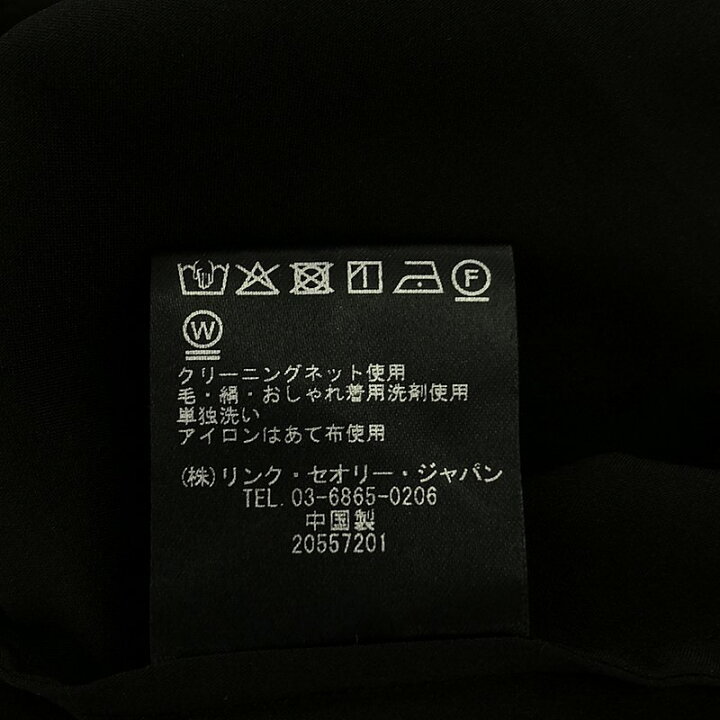 F
W
クリーニングネット使用
毛・絹・おしゃれ着用洗剤使用
単独洗い
アイロンはあて布使用
(株)リンク・セオリー・ジャパン
TEL. 03-6865-0206
中国製
20557201